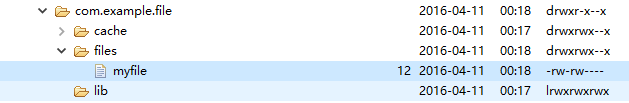 com.example.file 2016-04-11 00:18 drwxr-x--x
cache 2016-04-11 00:17 drwxrwx--x
files 2016-04-11 00:18 drwxrwx--x
myfile 12 2016-04-11 00:18 -rw-rw----
lib 2016-04-11 00:17 lrwxrwxrwx